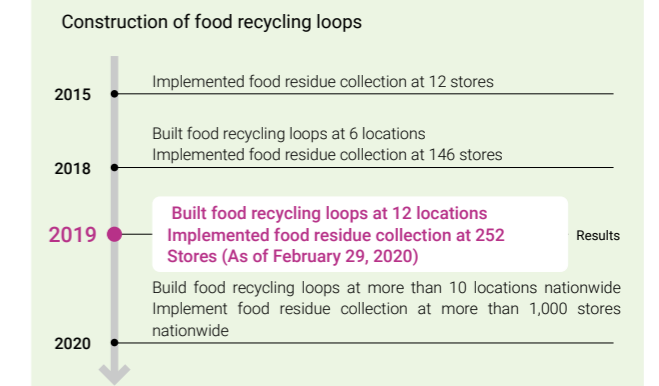 Construction of food recycling loops
Implemented food residue collection at 12 stores
2015
Built food recycling loops at 6 locations
Implemented food residue collection at 146 stores
2018
Built food recycling loops at 12 locations
2019
Implemented food residue collection at 252
Results
Stores (As of February 29, 2020)
Build food recycling loops at more than 10 locations nationwide
Implement food residue collection at more than 1,000 stores
nationwide
2020